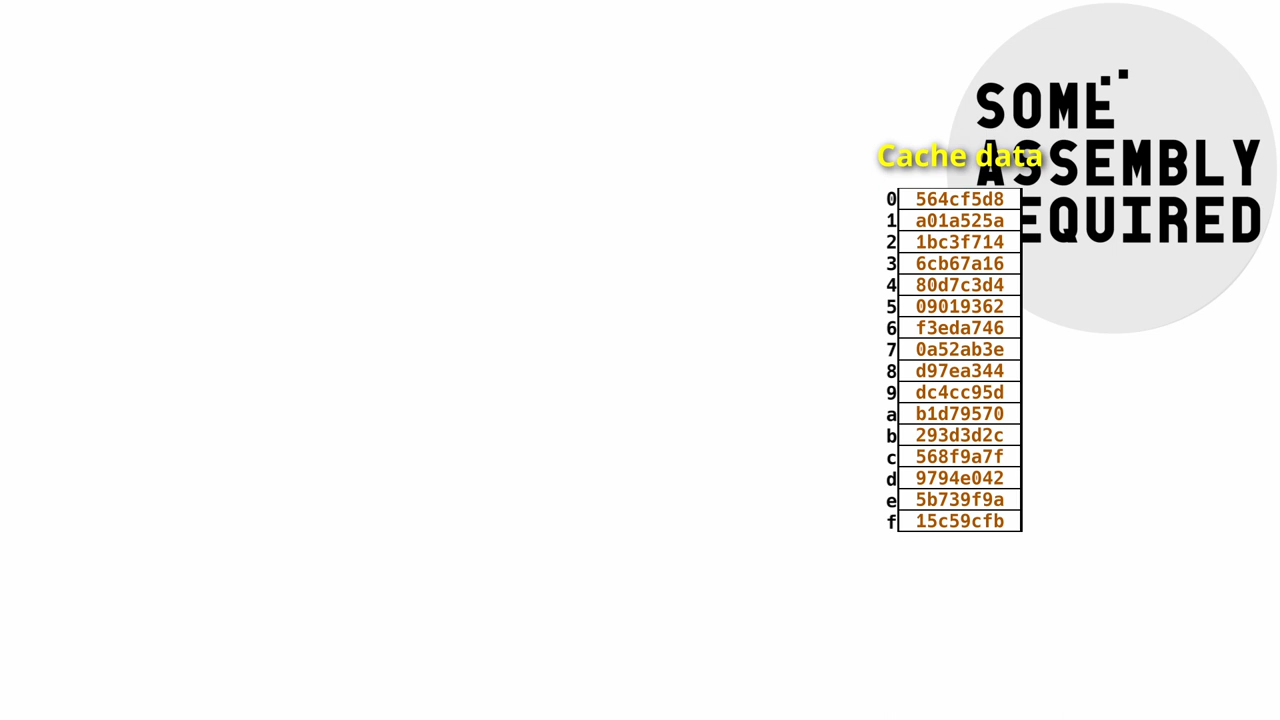 SOME
ASSEMBLY
EQUIRED
Cache data
0 564cf5d8
1 a01a525a
2 1bc3f714
3 6cb67a16
4 80d7c3d4
5 09019362
6 f3eda746
7 0a52ab3e
8 d97ea344
9 dc4cc95d
a b1d79570
b 293d3d2c
c 568f9a7f
d 9794e042
e 5b739f9a
f 15c59cfb